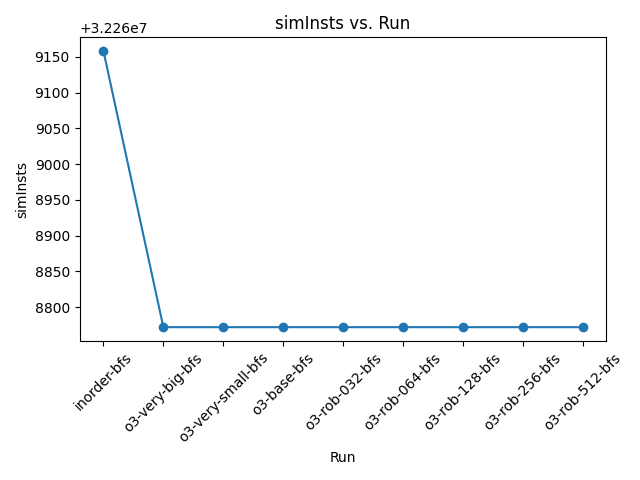 simInsts vs. Run
+3.226e7
9150
9100
9050
9000
8950
8900
8850
8800
simInsts
inorder-bfs
o3-very-big-bfs
o3-very-small-bfs
o3-base-bfs
o3-rob-032-bfs
o3-rob-064-bfs
o3-rob-128-bfs
o3-rob-256-bfs
o3-rob-512-bfs
Run